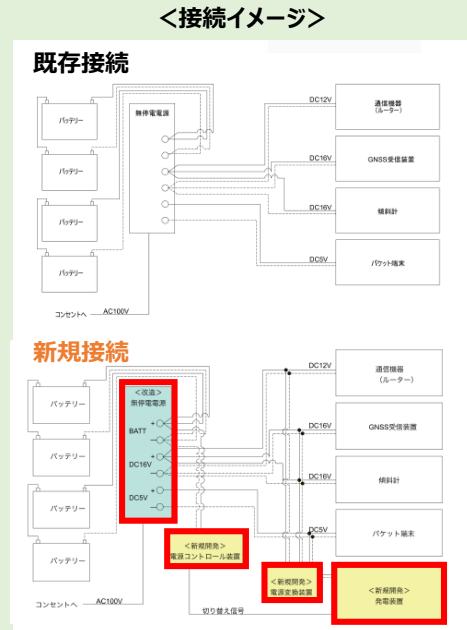 ＜接続イメージ＞
既存接続
バッテリー
バッテリー
バッテリー
バッテリー
無停電電源
DC12V
通信機器
（ルーター）
DC16V
GNSS受信装置
DC16V
傾斜計
DC5V
パケット端末
コンセントへ
AC100V
新規接続
バッテリー
バッテリー
バッテリー
バッテリー
＜改造＞
無停電電源
BATT
+
−
DC16V
+
−
DC5V
+
−
DC12V
通信機器
（ルーター）
DC16V
GNSS受信装置
DC16V
傾斜計
DC5V
パケット端末
＜新規開発＞
電源コントロール装置
＜新規開発＞
電源変換装置
＜新規開発＞
発電装置
コンセントへ
AC100V
切り替え信号